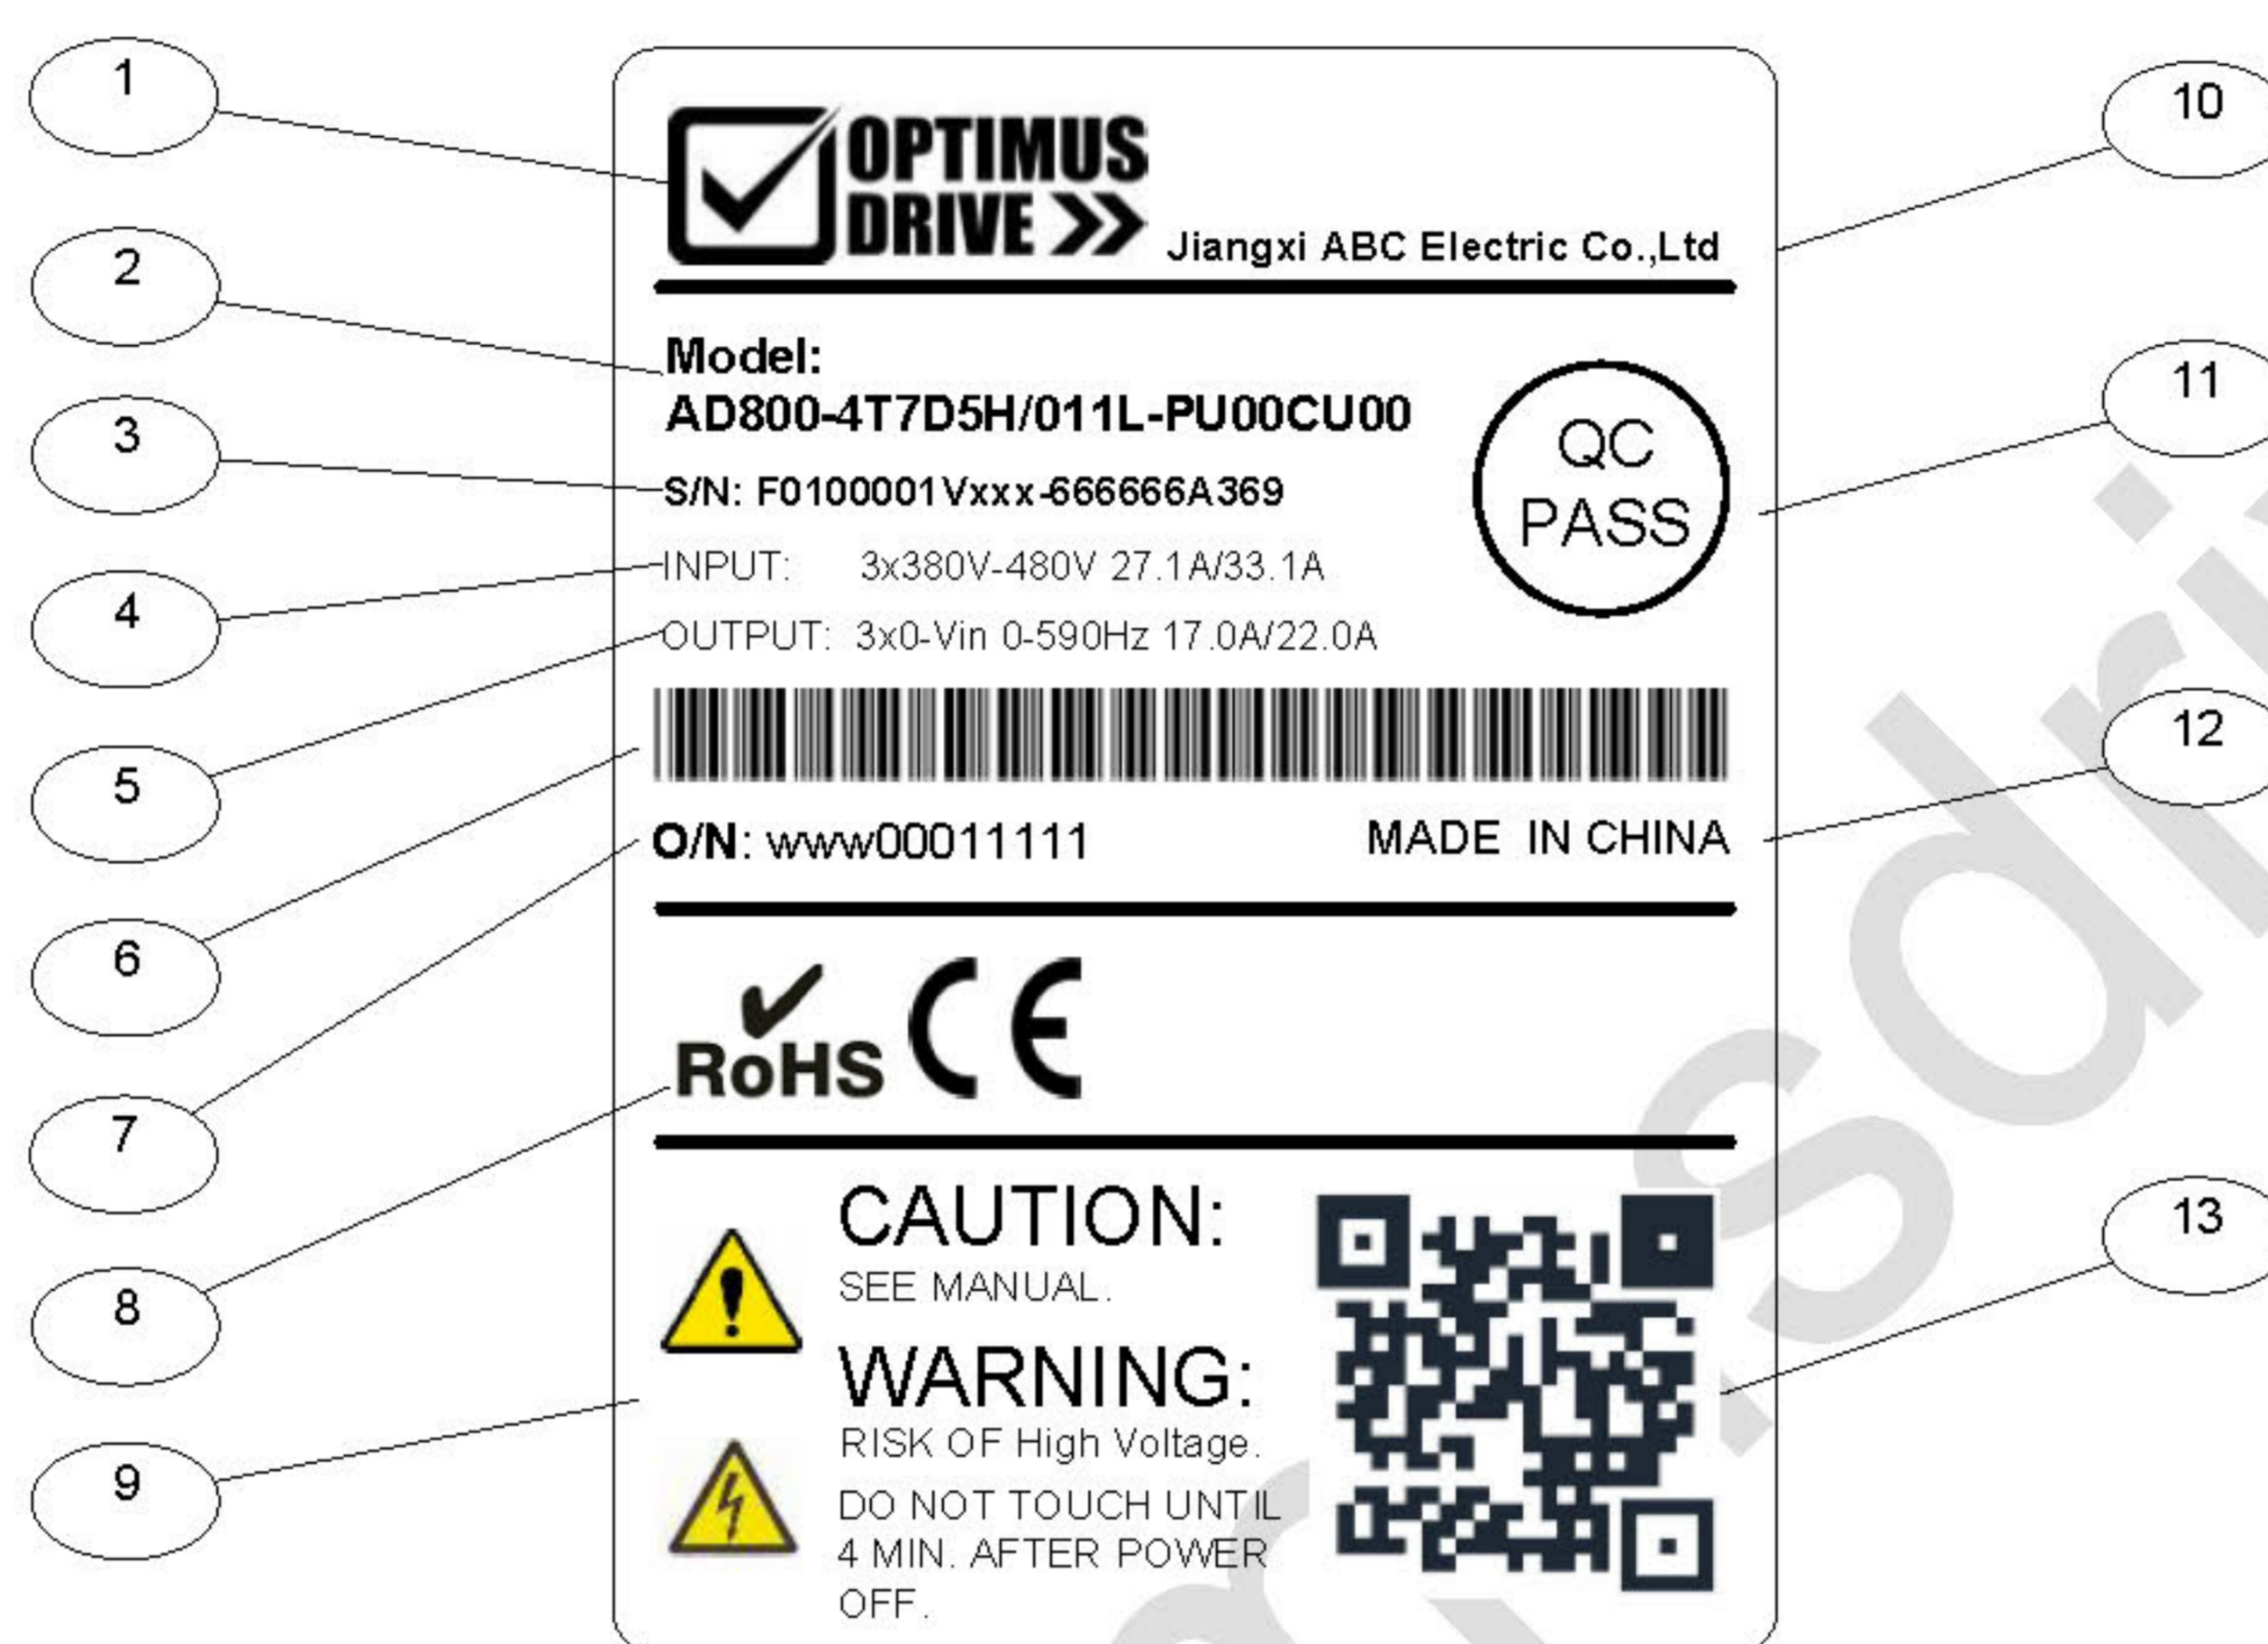 1
2
3
4
5
6
7
8
9
10
11
12
13
OPTIMUS
DRIVE
Jiangxi ABC Electric Co.,Ltd
Model:
AD800-4T7D5H/011L-PU00CU00
S/N: F0100001Vxxx-666666A369
INPUT: 3x380V-480V 27.1A/33.1A
OUTPUT: 3x0-Vin 0-590Hz 17.0A/22.0A
QC
PASS
O/N: www00011111
MADE IN CHINA
RoHS CE
CAUTION:
SEE MANUAL.
WARNING:
RISK OF High Voltage.
DO NOT TOUCH UNTIL
4 MIN. AFTER POWER
OFF.